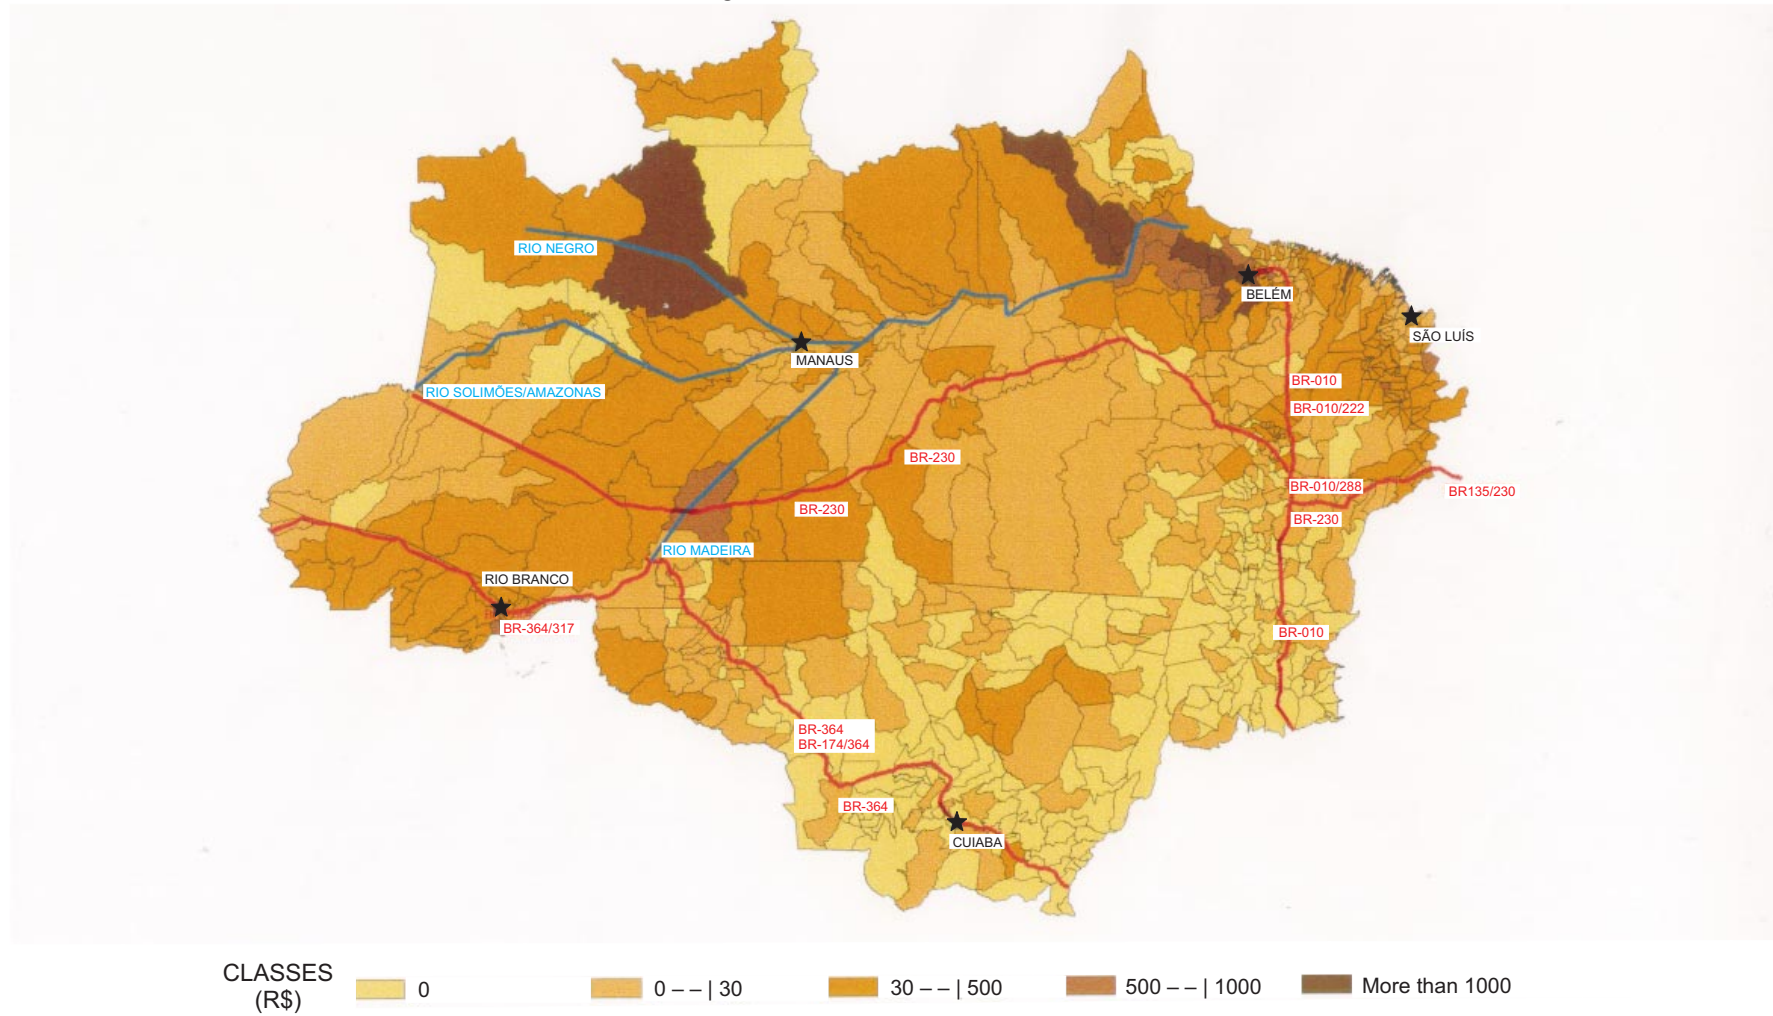 RIO NEGRO
BELÉM
SÃO LUÍS
MANAUS
BR-010
RIO SOLIMÕES/AMAZONAS
BR-010/222
BR-230
BR-010/288
BR135/230
BR-230
BR-230
RIO MADEIRA
RIO BRANCO
BR-364/317
BR-010
BR-364
BR-174/364
BR-364
CUIABA
CLASSES
(R$)
0
0 – – | 30
30 – – | 500
500 – – | 1000
More than 1000